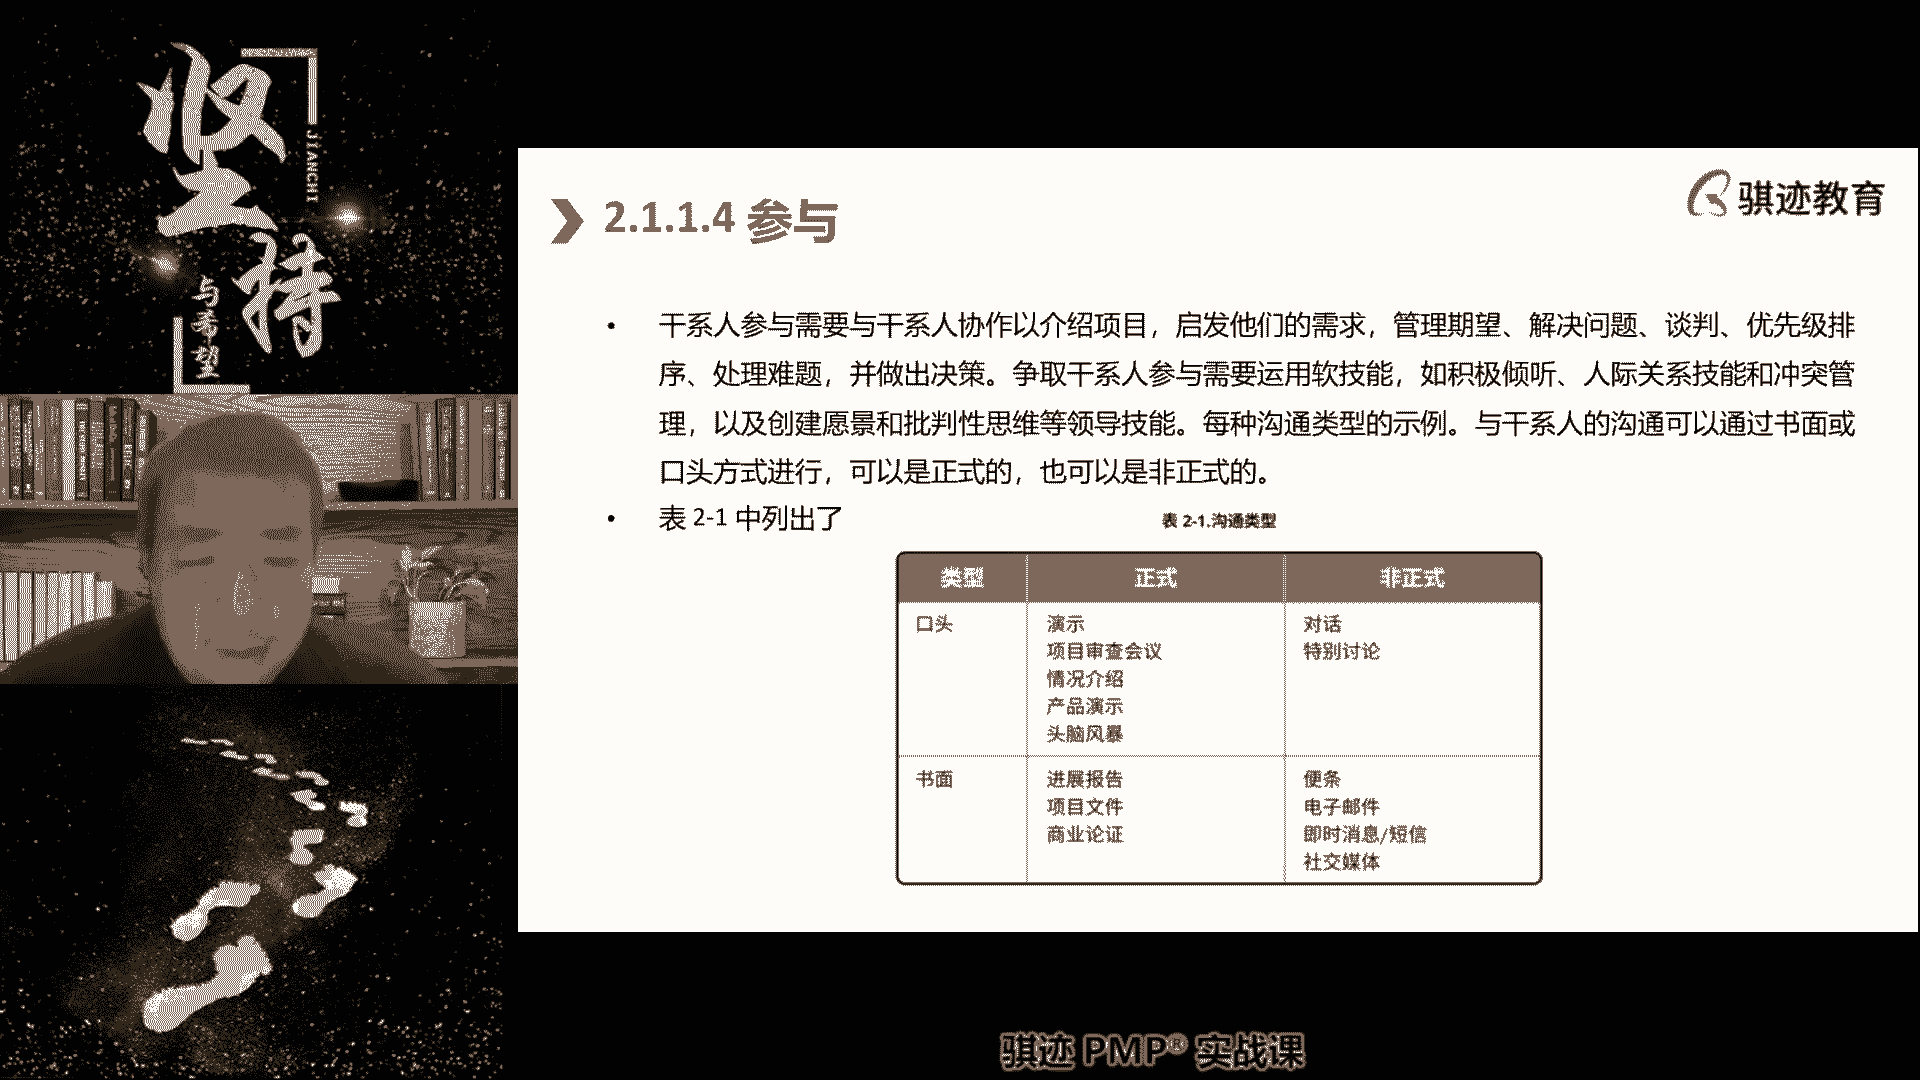 坚持
JIANCHI
与希望
骐迹教育
2.1.1.4 参与
• 干系人参与需要与干系人协作以介绍项目，启发他们的需求，管理期望、解决问题、谈判、优先级排
序、处理难题，并做出决策。争取干系人参与需要运用软技能，如积极倾听、人际关系技能和冲突管
理，以及创建愿景和批判性思维等领导技能。每种沟通类型的示例。与干系人的沟通可以通过书面或
口头方式进行，可以是正式的，也可以是非正式的。
• 表 2-1 中列出了
表 2-1.沟通类型
类型 正式 非正式
口头 演示 对话
项目审查会议 特别讨论
情况介绍
产品演示
头脑风暴
书面 进展报告 便条
项目文件 电子邮件
商业论证 即时消息/短信
社交媒体
骐迹 PMP® 实战课